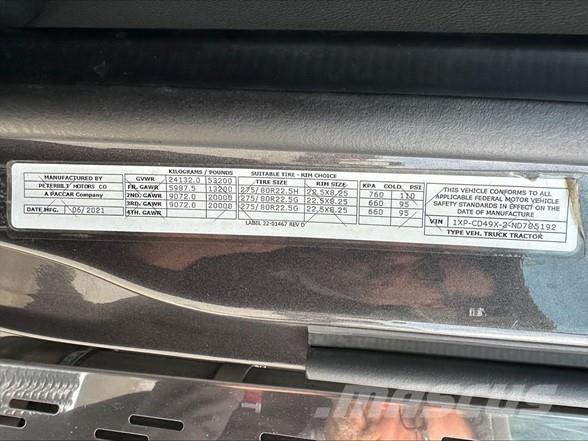 MANUFACTURED BY
PETERBILT MOTORS CO
A PACCAR Company
DATE MFG. 06/2021
KILOGRAMS / POUNDS
GVWR 24132.0 53200
FR. GAWR 5987.5 13200
2ND. GAWR 9072.0 20000
3RD. GAWR 9072.0 20000
4TH. GAWR
SUITABLE TIRE - RIM CHOICE
TIRE SIZE RIM SIZE
275/80R22.5H 22.5X8.25
275/80R22.5G 22.5X8.25
275/80R22.5G 22.5X8.25
KPA COLD PSI
760 110
660 95
660 95
LABEL 22-01467 REV D
THIS VEHICLE CONFORMS TO ALL
APPLICABLE FEDERAL MOTOR VEHICLE
SAFETY STANDARDS IN EFFECT ON THE
DATE OF MANUFACTURE
VIN 1XP-CD49X-2-ND785192
TYPE VEH. TRUCK TRACTOR
MASCUS